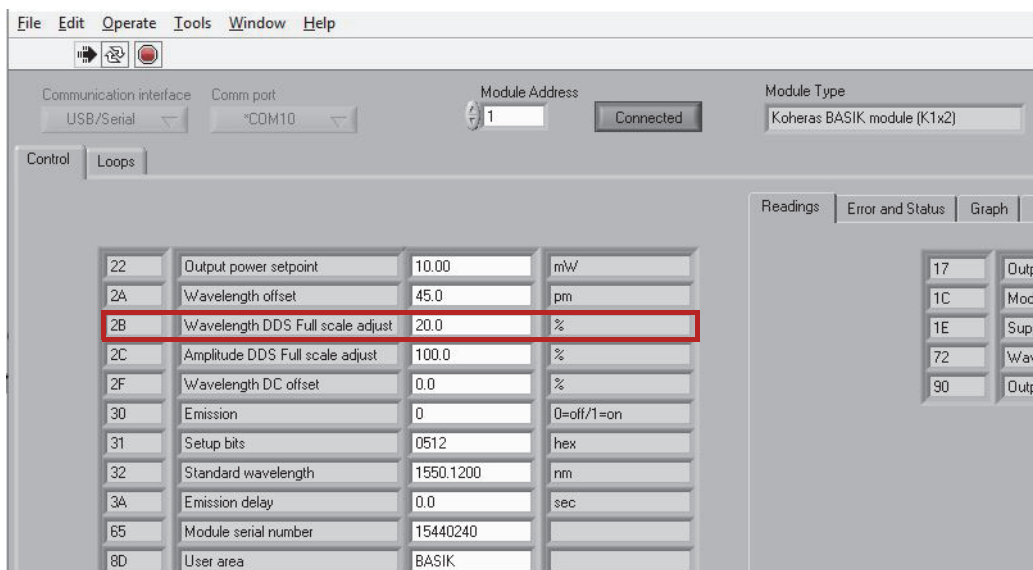 File Edit Operate Tools Window Help
Communication interface Comm port Module Address Module Type
USB/Serial *COM10 1 Connected Koheras BASIK module (K1x2)
Control Loops
Readings Error and Status Graph
22 Output power setpoint 10.00 mW 17 Outp
2A Wavelength offset 45.0 pm 1C Mod
2B Wavelength DDS Full scale adjust 20.0 % 1E Sup
2C Amplitude DDS Full scale adjust 100.0 % 72 Wav
2F Wavelength DC offset 0.0 % 90 Outp
30 Emission 0 0=off/1=on
31 Setup bits 0512 hex
32 Standard wavelength 1550.1200 nm
3A Emission delay 0.0 sec
65 Module serial number 15440240
8D User area BASIK